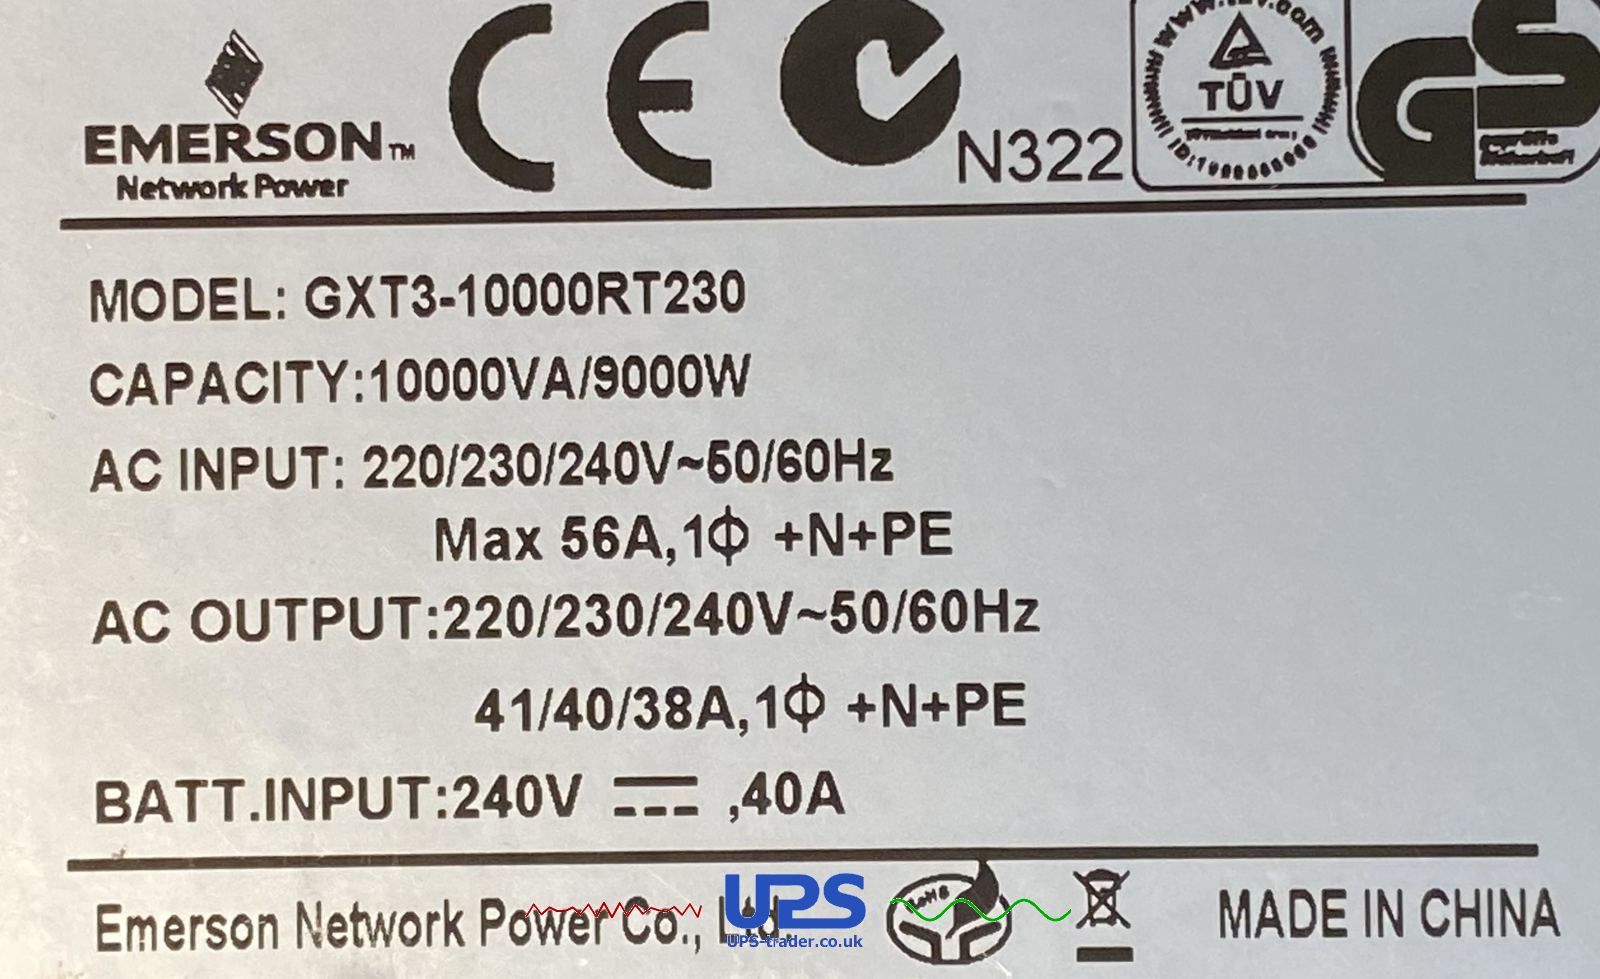 EMERSON™
Network Power
CE
N322
TÜV
GS
MODEL: GXT3-10000RT230
CAPACITY:10000VA/9000W
AC INPUT: 220/230/240V~50/60Hz
Max 56A,1Φ +N+PE
AC OUTPUT:220/230/240V~50/60Hz
41/40/38A,1Φ +N+PE
BATT.INPUT:240V ⎓ ,40A
Emerson Network Power Co., Ltd.
UPS
UPS-trader.co.uk
RoHS
MADE IN CHINA